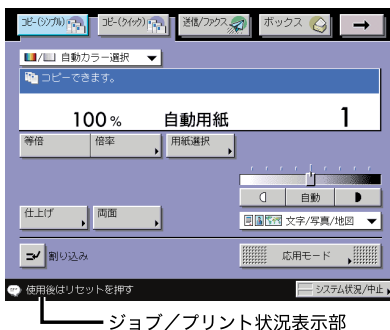 コピー(シンプル)
コピー(クイック)
送信/ファクス
ボックス
自動カラー選択
コピーできます。
100%
自動用紙
1
等倍
倍率
用紙選択
自動
仕上げ
両面
文字/写真/地図
割り込み
応用モード
使用後はリセットを押す
システム状況/中止
ジョブ/プリント状況表示部